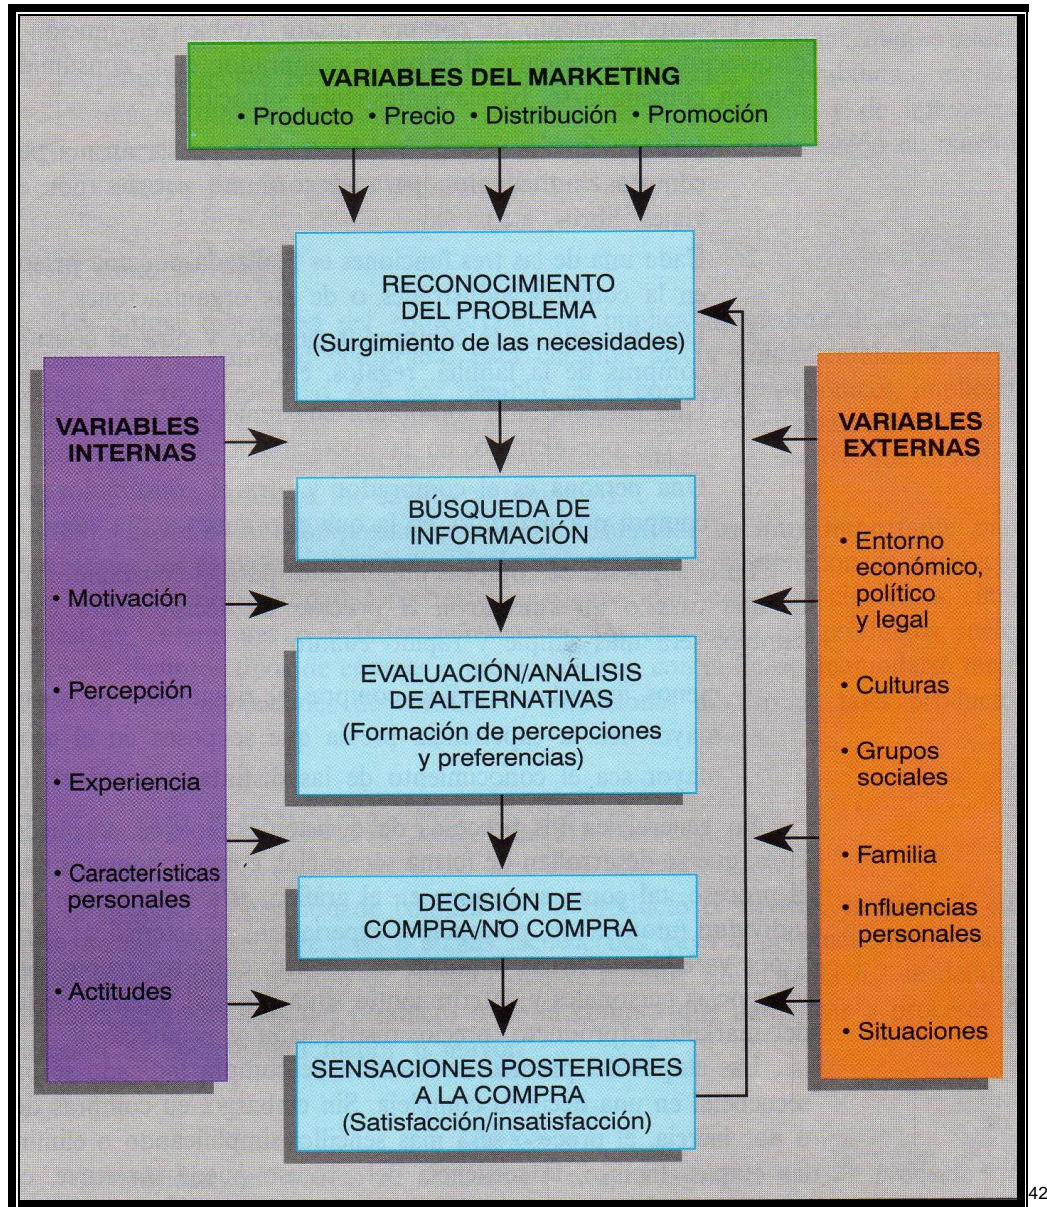 VARIABLES DEL MARKETING
• Producto • Precio • Distribución • Promoción
RECONOCIMIENTO
DEL PROBLEMA
(Surgimiento de las necesidades)
VARIABLES
INTERNAS
• Motivación
• Percepción
• Experiencia
• Características
personales
• Actitudes
BÚSQUEDA DE
INFORMACIÓN
EVALUACIÓN/ANÁLISIS
DE ALTERNATIVAS
(Formación de percepciones
y preferencias)
DECISIÓN DE
COMPRA/NO COMPRA
SENSACIONES POSTERIORES
A LA COMPRA
(Satisfacción/insatisfacción)
VARIABLES
EXTERNAS
• Entorno
económico,
político
y legal
• Culturas
• Grupos
sociales
• Familia
• Influencias
personales
• Situaciones
42